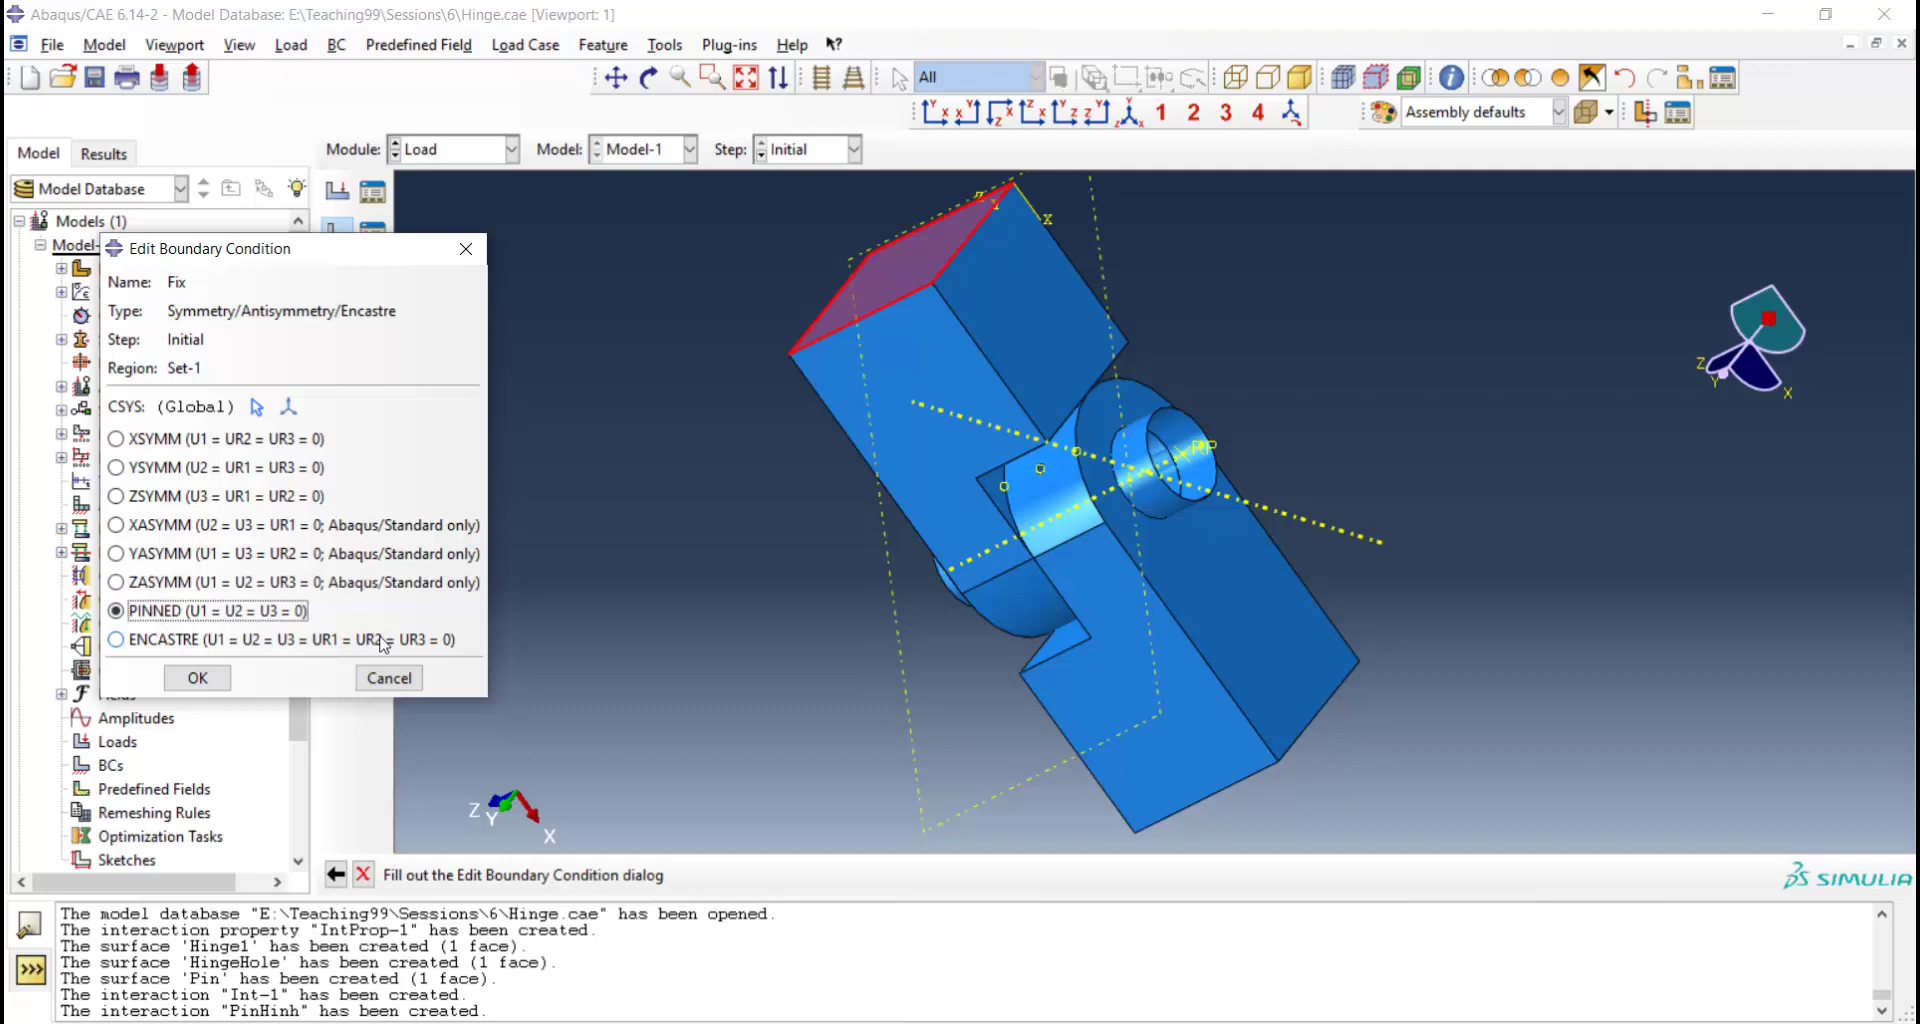 Abaqus/CAE 6.14-2 - Model Database: E:\Teaching99\Sessions\6\Hinge.cae [Viewport: 1]
File Model Viewport View Load BC Predefined Field Load Case Feature Tools Plug-ins Help
All
1 2 3 4 Assembly defaults
Model Results Module: Load Model: Model-1 Step: Initial
Model Database
Models (1)
Model-
Edit Boundary Condition
Name: Fix
Type: Symmetry/Antisymmetry/Encastre
Step: Initial
Region: Set-1
CSYS: (Global)
XSYMM (U1 = UR2 = UR3 = 0)
YSYMM (U2 = UR1 = UR3 = 0)
ZSYMM (U3 = UR1 = UR2 = 0)
XASYMM (U2 = U3 = UR1 = 0; Abaqus/Standard only)
YASYMM (U1 = U3 = UR2 = 0; Abaqus/Standard only)
ZASYMM (U1 = U2 = UR3 = 0; Abaqus/Standard only)
PINNED (U1 = U2 = U3 = 0)
ENCASTRE (U1 = U2 = U3 = UR1 = UR2 = UR3 = 0)
OK Cancel
Amplitudes
Loads
BCs
Predefined Fields
Remeshing Rules
Optimization Tasks
Sketches
Z Y X
RP
Z Y X
Z Y X
Fill out the Edit Boundary Condition dialog
SIMULIA
The model database "E:\Teaching99\Sessions\6\Hinge.cae" has been opened.
The interaction property "IntProp-1" has been created.
The surface 'Hinge1' has been created (1 face).
The surface 'HingeHole' has been created (1 face).
The surface 'Pin' has been created (1 face).
The interaction "Int-1" has been created.
The interaction "PinHinh" has been created.